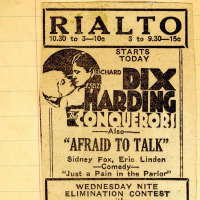 RIALTO
10.30 to 3—10c 3 to 9.30—15c
STARTS
TODAY
RICHARD
DIX
ANN
HARDING
CONQUERORS
—Also—
"AFRAID TO TALK"
Sidney Fox, Eric Linden
—Comedy—
"Just a Pain in the Parlor"
WEDNESDAY NITE
ELIMINATION CONTEST